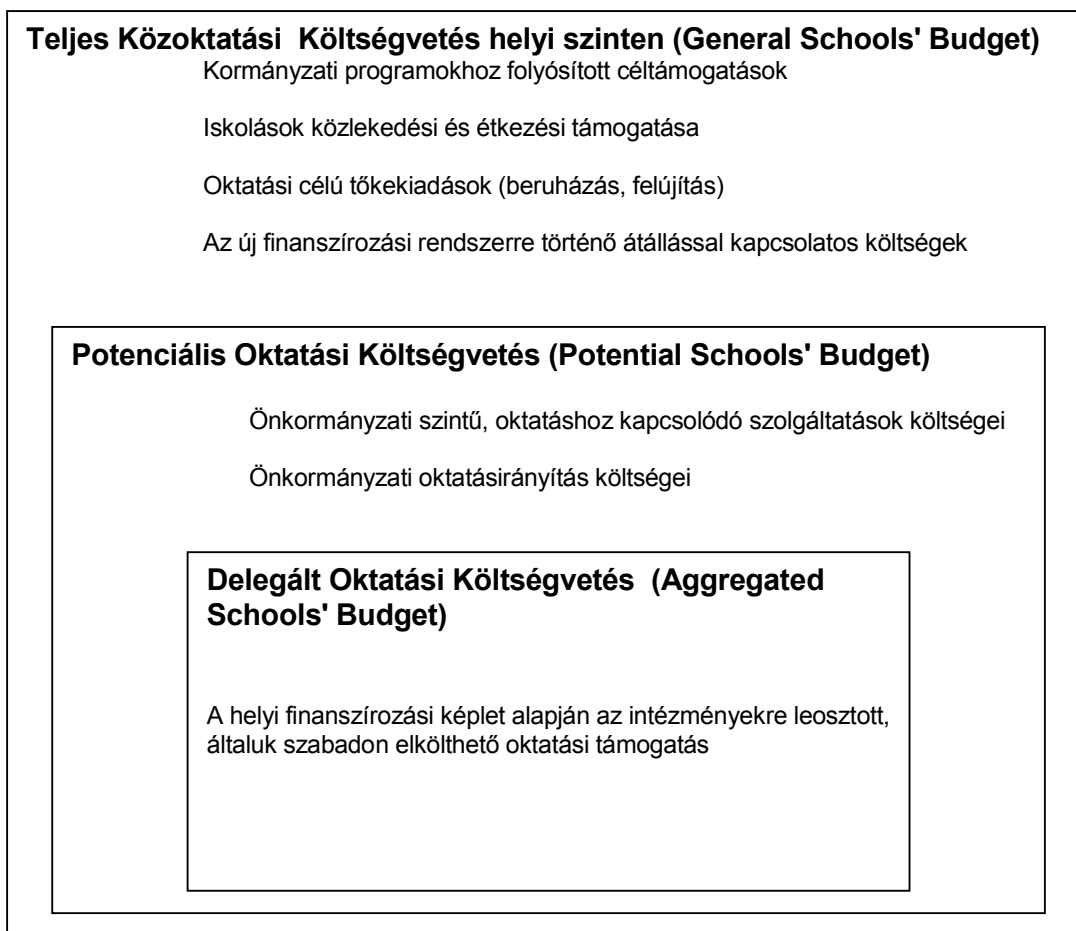 Teljes Közoktatási Költségvetés helyi szinten (General Schools' Budget)
Kormányzati programokhoz folyósított céltámogatások
Iskolások közlekedési és étkezési támogatása
Oktatási célú tőkekiadások (beruházás, felújítás)
Az új finanszírozási rendszerre történő átállással kapcsolatos költségek
Potenciális Oktatási Költségvetés (Potential Schools' Budget)
Önkormányzati szintű, oktatáshoz kapcsolódó szolgáltatások költségei
Önkormányzati oktatásirányítás költségei
Delegált Oktatási Költségvetés (Aggregated
Schools' Budget)
A helyi finanszírozási képlet alapján az intézményekre leosztott,
általuk szabadon elkölthető oktatási támogatás